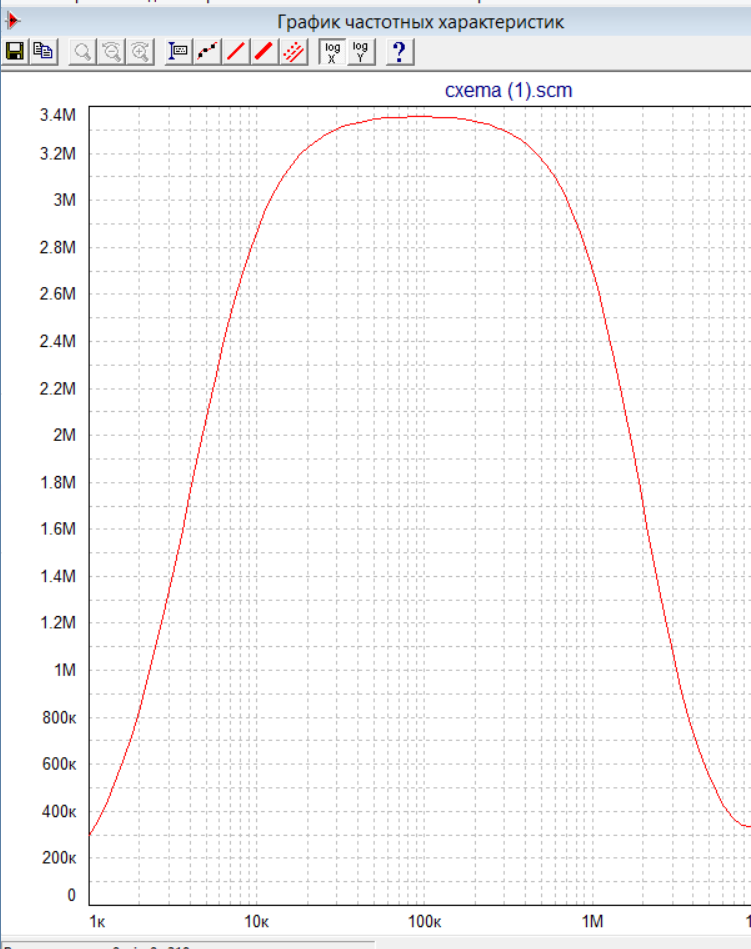 График частотных характеристик
log
X
log
Y
?
cxema (1).scm
3.4M
3.2M
3M
2.8M
2.6M
2.4M
2.2M
2M
1.8M
1.6M
1.4M
1.2M
1M
800к
600к
400к
200к
0
1к 10к 100к 1M 1